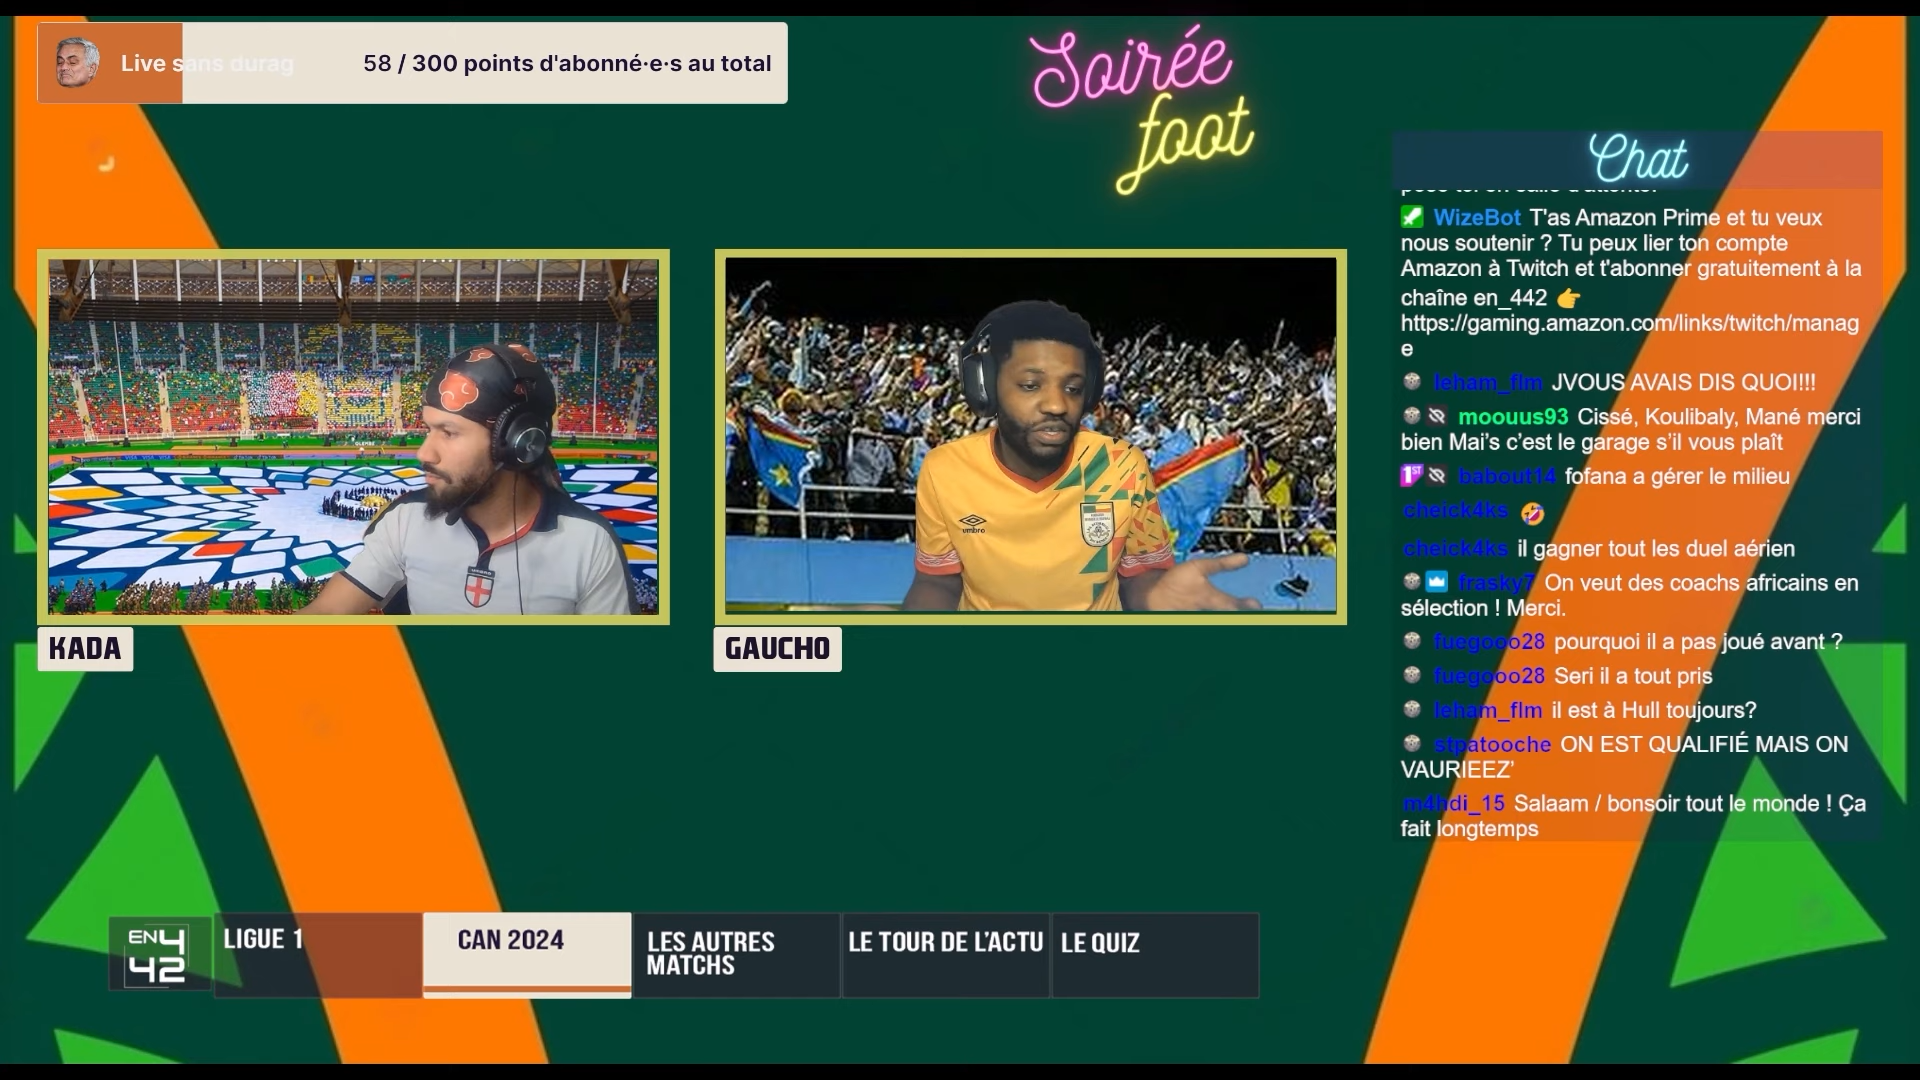 Live sans durag
58 / 300 points d'abonné·e·s au total
Soirée
foot
Chat
WizeBot T'as Amazon Prime et tu veux
nous soutenir ? Tu peux lier ton compte
Amazon à Twitch et t'abonner gratuitement à la
chaîne en_442 👉
https://gaming.amazon.com/links/twitch/manag
e
leham_flm JVOUS AVAIS DIS QUOI!!!
moouus93 Cissé, Koulibaly, Mané merci
bien Mai's c'est le garage s'il vous plaît
1ST babout14 fofana a gérer le milieu
cheick4ks 🤣
cheick4ks il gagner tout les duel aérien
frasky7 On veut des coachs africains en
sélection ! Merci.
fuegooo28 pourquoi il a pas joué avant ?
fuegooo28 Seri il a tout pris
leham_flm il est à Hull toujours?
stpatooche ON EST QUALIFIÉ MAIS ON
VAURIEEZ'
m4hdi_15 Salaam / bonsoir tout le monde ! Ça
fait longtemps
umbro
KADA
GAUCHO
EN 4
42
LIGUE 1
CAN 2024
LES AUTRES
MATCHS
LE TOUR DE L'ACTU
LE QUIZ